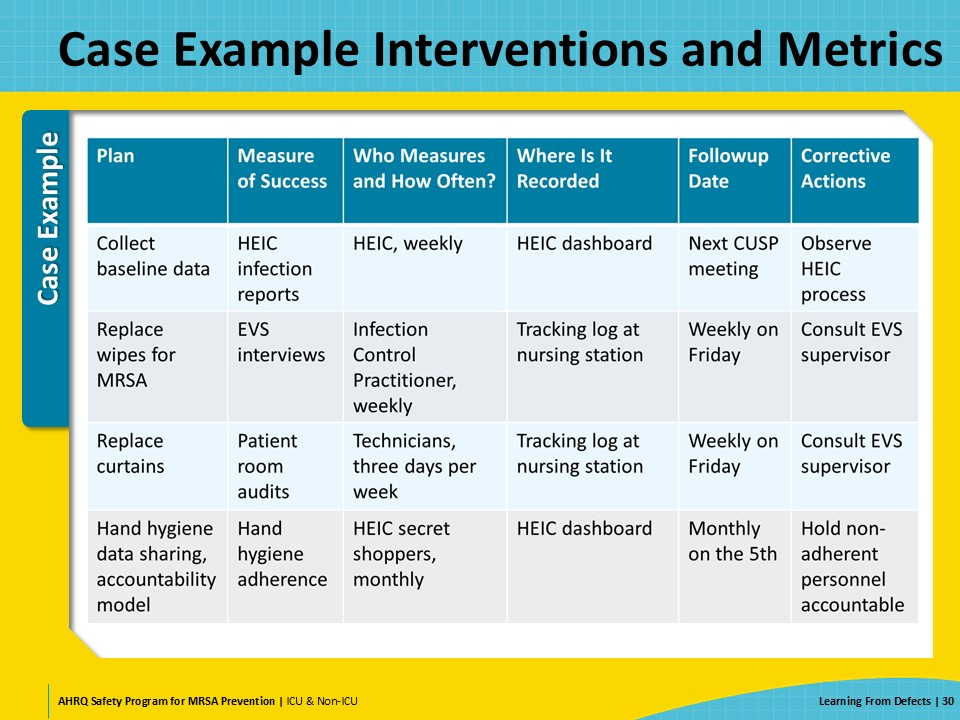 Case Example Interventions and Metrics
Case Example
Plan
Measure
of Success
Who Measures
and How Often?
Where Is It
Recorded
Followup
Date
Corrective
Actions
Collect
baseline data
HEIC
infection
reports
HEIC, weekly
HEIC dashboard
Next CUSP
meeting
Observe
HEIC
process
Replace
wipes for
MRSA
EVS
interviews
Infection
Control
Practitioner,
weekly
Tracking log at
nursing station
Weekly on
Friday
Consult EVS
supervisor
Replace
curtains
Patient
room
audits
Technicians,
three days per
week
Tracking log at
nursing station
Weekly on
Friday
Consult EVS
supervisor
Hand hygiene
data sharing,
accountability
model
Hand
hygiene
adherence
HEIC secret
shoppers,
monthly
HEIC dashboard
Monthly
on the 5th
Hold non-
adherent
personnel
accountable
AHRQ Safety Program for MRSA Prevention | ICU & Non-ICU
Learning From Defects | 30